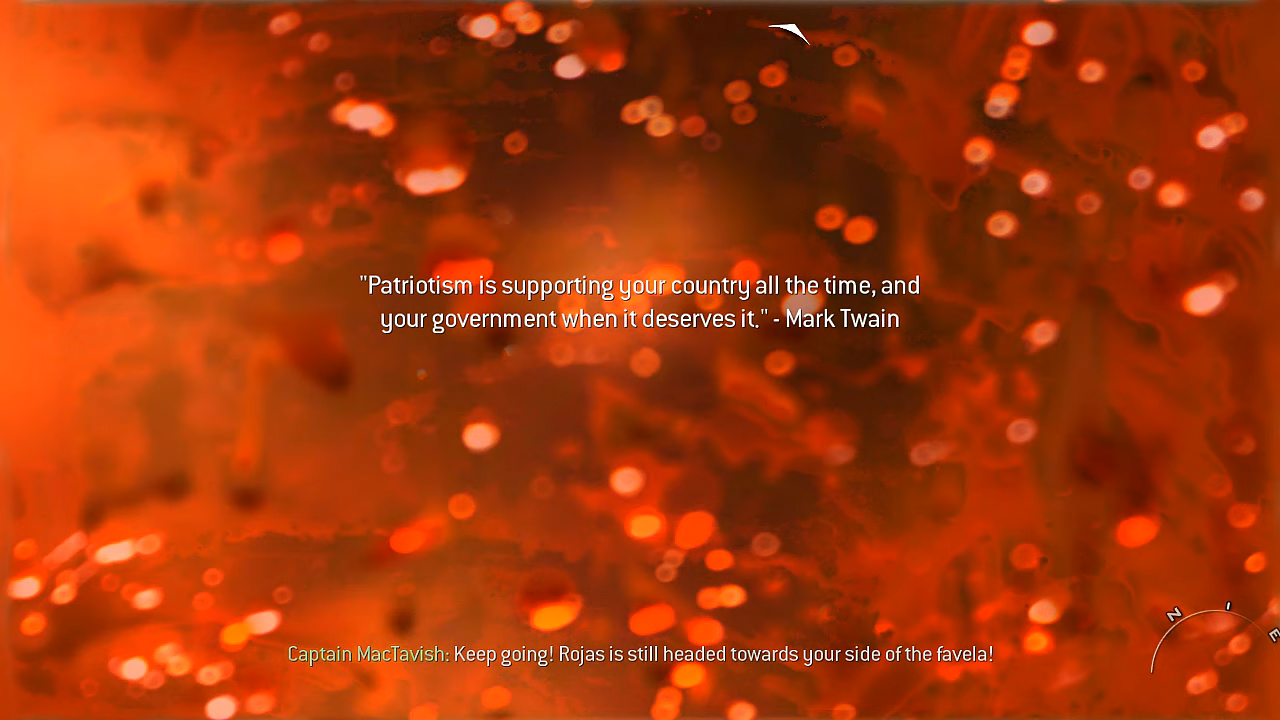 "Patriotism is supporting your country all the time, and
your government when it deserves it." - Mark Twain
Captain MacTavish: Keep going! Rojas is still headed towards your side of the favela!
N
E